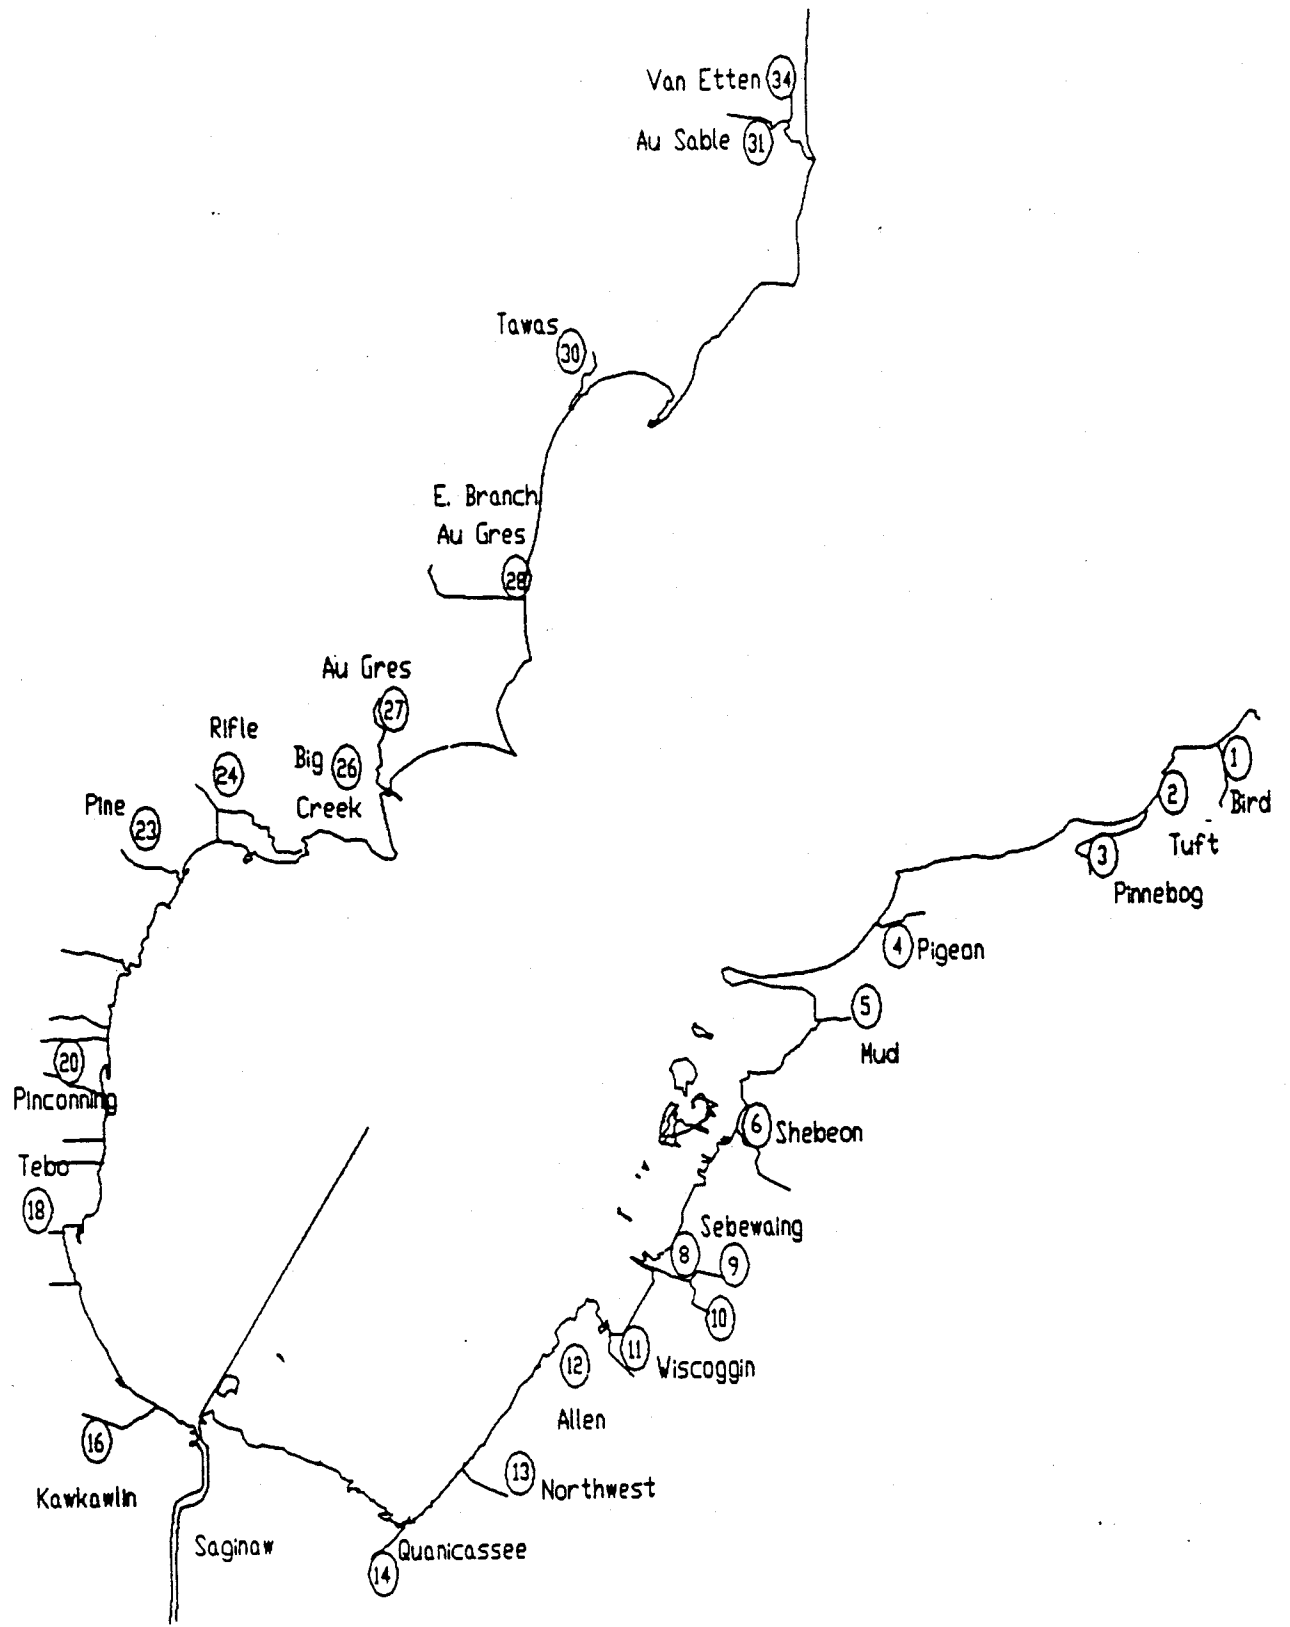 Van Etten 34
Au Sable 31
Tawas
30
E. Branch
Au Gres
28
Au Gres
27
Rifle
24
Big 26
Creek
Pine
23
1
Bird
2
Tuft
3
Pinnebog
4 Pigeon
5
Mud
20
Pinconning
6 Shebeon
Tebo
18
Sebewaing
8
9
10
11 Wiscoggin
12
Allen
16
Kawkawlin
13 Northwest
Saginaw
Quanicassee
14